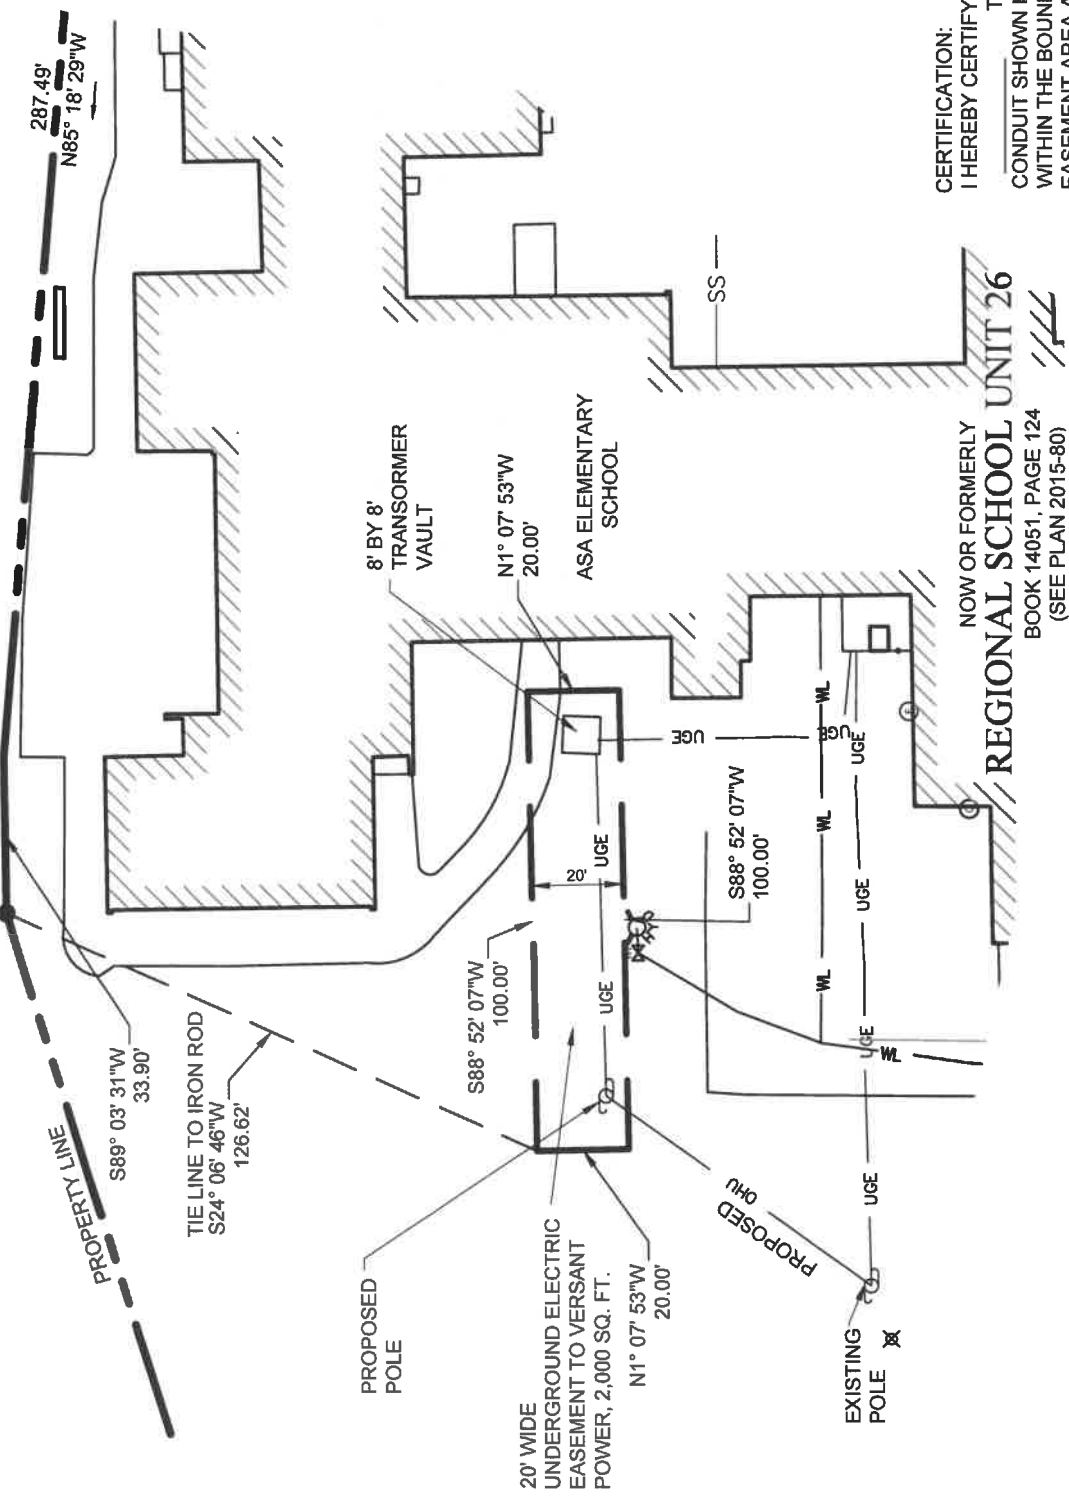 287.49'
N85° 18' 29"W
PROPERTY LINE
S89° 03' 31"W
33.90'
TIE LINE TO IRON ROD
S24° 06' 46"W
126.62'
8' BY 8'
TRANSORMER
VAULT
N1° 07' 53"W
20.00'
ASA ELEMENTARY
SCHOOL
S88° 52' 07"W
100.00'
20'
UGE
UGE
S88° 52' 07"W
100.00'
HY
PROPOSED
POLE
20' WIDE
UNDERGROUND ELECTRIC
EASEMENT TO VERSANT
POWER, 2,000 SQ. FT.
N1° 07' 53"W
20.00'
PROPOSED
OHU
EXISTING
POLE
UGE
UGE
UGE
UGE
UGE
UGE
WL
WL
WL
WL
SS
NOW OR FORMERLY
REGIONAL SCHOOL UNIT 26
BOOK 14051, PAGE 124
(SEE PLAN 2015-80)
CERTIFICATION:
I HEREBY CERTIFY
T
CONDUIT SHOWN
WITHIN THE BOUN
EASEMENT AREA